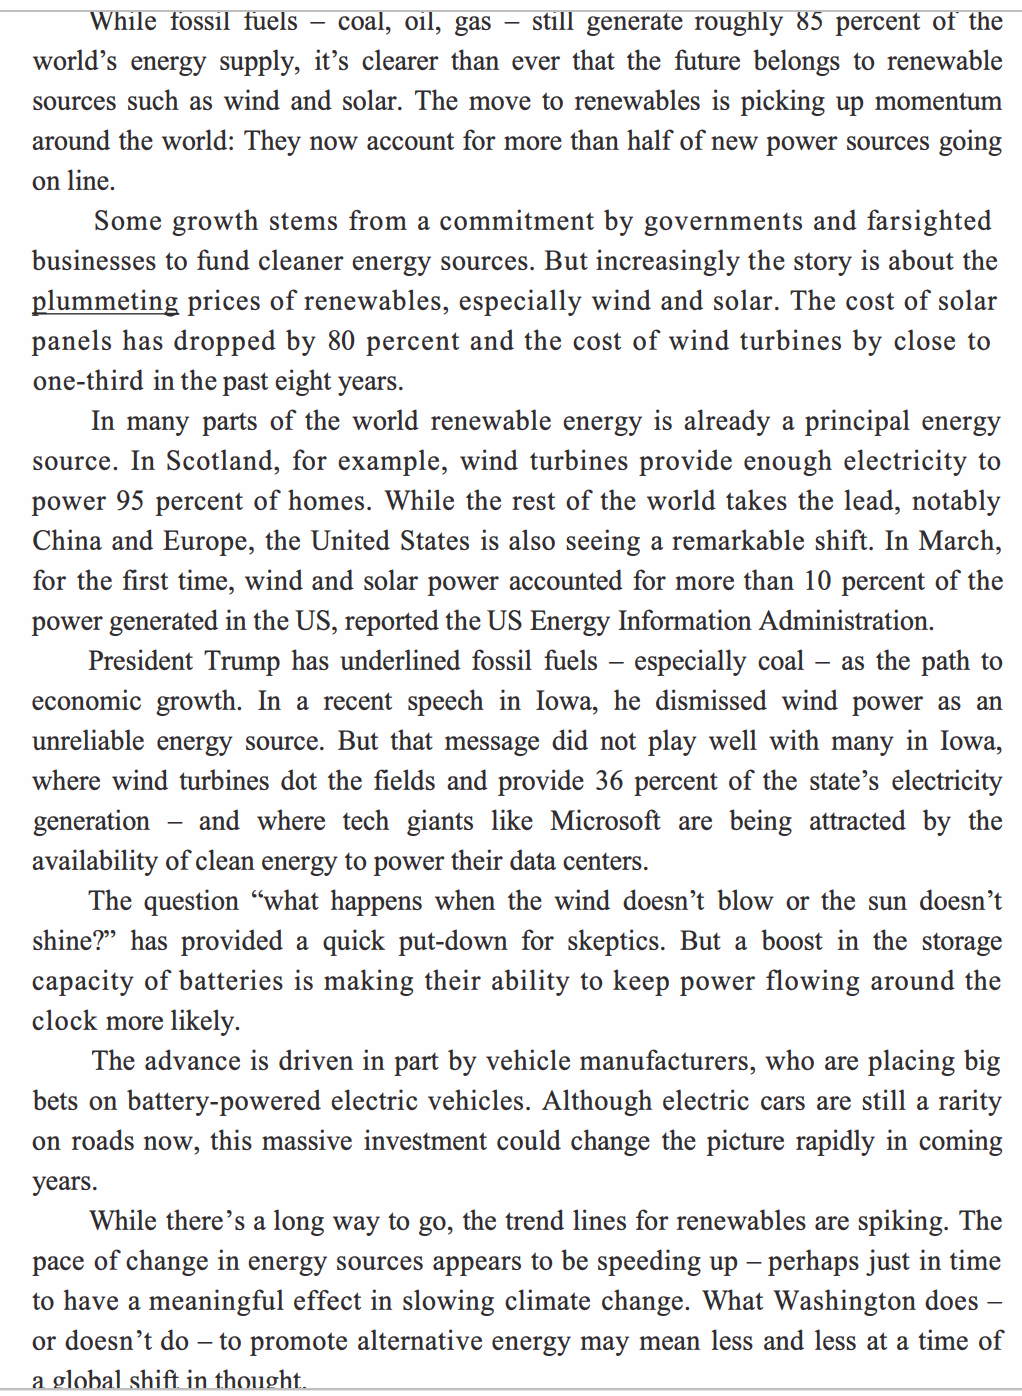 While fossil fuels – coal, oil, gas – still generate roughly 85 percent of the
world’s energy supply, it’s clearer than ever that the future belongs to renewable
sources such as wind and solar. The move to renewables is picking up momentum
around the world: They now account for more than half of new power sources going
on line.
Some growth stems from a commitment by governments and farsighted
businesses to fund cleaner energy sources. But increasingly the story is about the
plummeting prices of renewables, especially wind and solar. The cost of solar
panels has dropped by 80 percent and the cost of wind turbines by close to
one-third in the past eight years.
In many parts of the world renewable energy is already a principal energy
source. In Scotland, for example, wind turbines provide enough electricity to
power 95 percent of homes. While the rest of the world takes the lead, notably
China and Europe, the United States is also seeing a remarkable shift. In March,
for the first time, wind and solar power accounted for more than 10 percent of the
power generated in the US, reported the US Energy Information Administration.
President Trump has underlined fossil fuels – especially coal – as the path to
economic growth. In a recent speech in Iowa, he dismissed wind power as an
unreliable energy source. But that message did not play well with many in Iowa,
where wind turbines dot the fields and provide 36 percent of the state’s electricity
generation – and where tech giants like Microsoft are being attracted by the
availability of clean energy to power their data centers.
The question “what happens when the wind doesn’t blow or the sun doesn’t
shine?” has provided a quick put-down for skeptics. But a boost in the storage
capacity of batteries is making their ability to keep power flowing around the
clock more likely.
The advance is driven in part by vehicle manufacturers, who are placing big
bets on battery-powered electric vehicles. Although electric cars are still a rarity
on roads now, this massive investment could change the picture rapidly in coming
years.
While there’s a long way to go, the trend lines for renewables are spiking. The
pace of change in energy sources appears to be speeding up – perhaps just in time
to have a meaningful effect in slowing climate change. What Washington does –
or doesn’t do – to promote alternative energy may mean less and less at a time of
a global shift in thought.